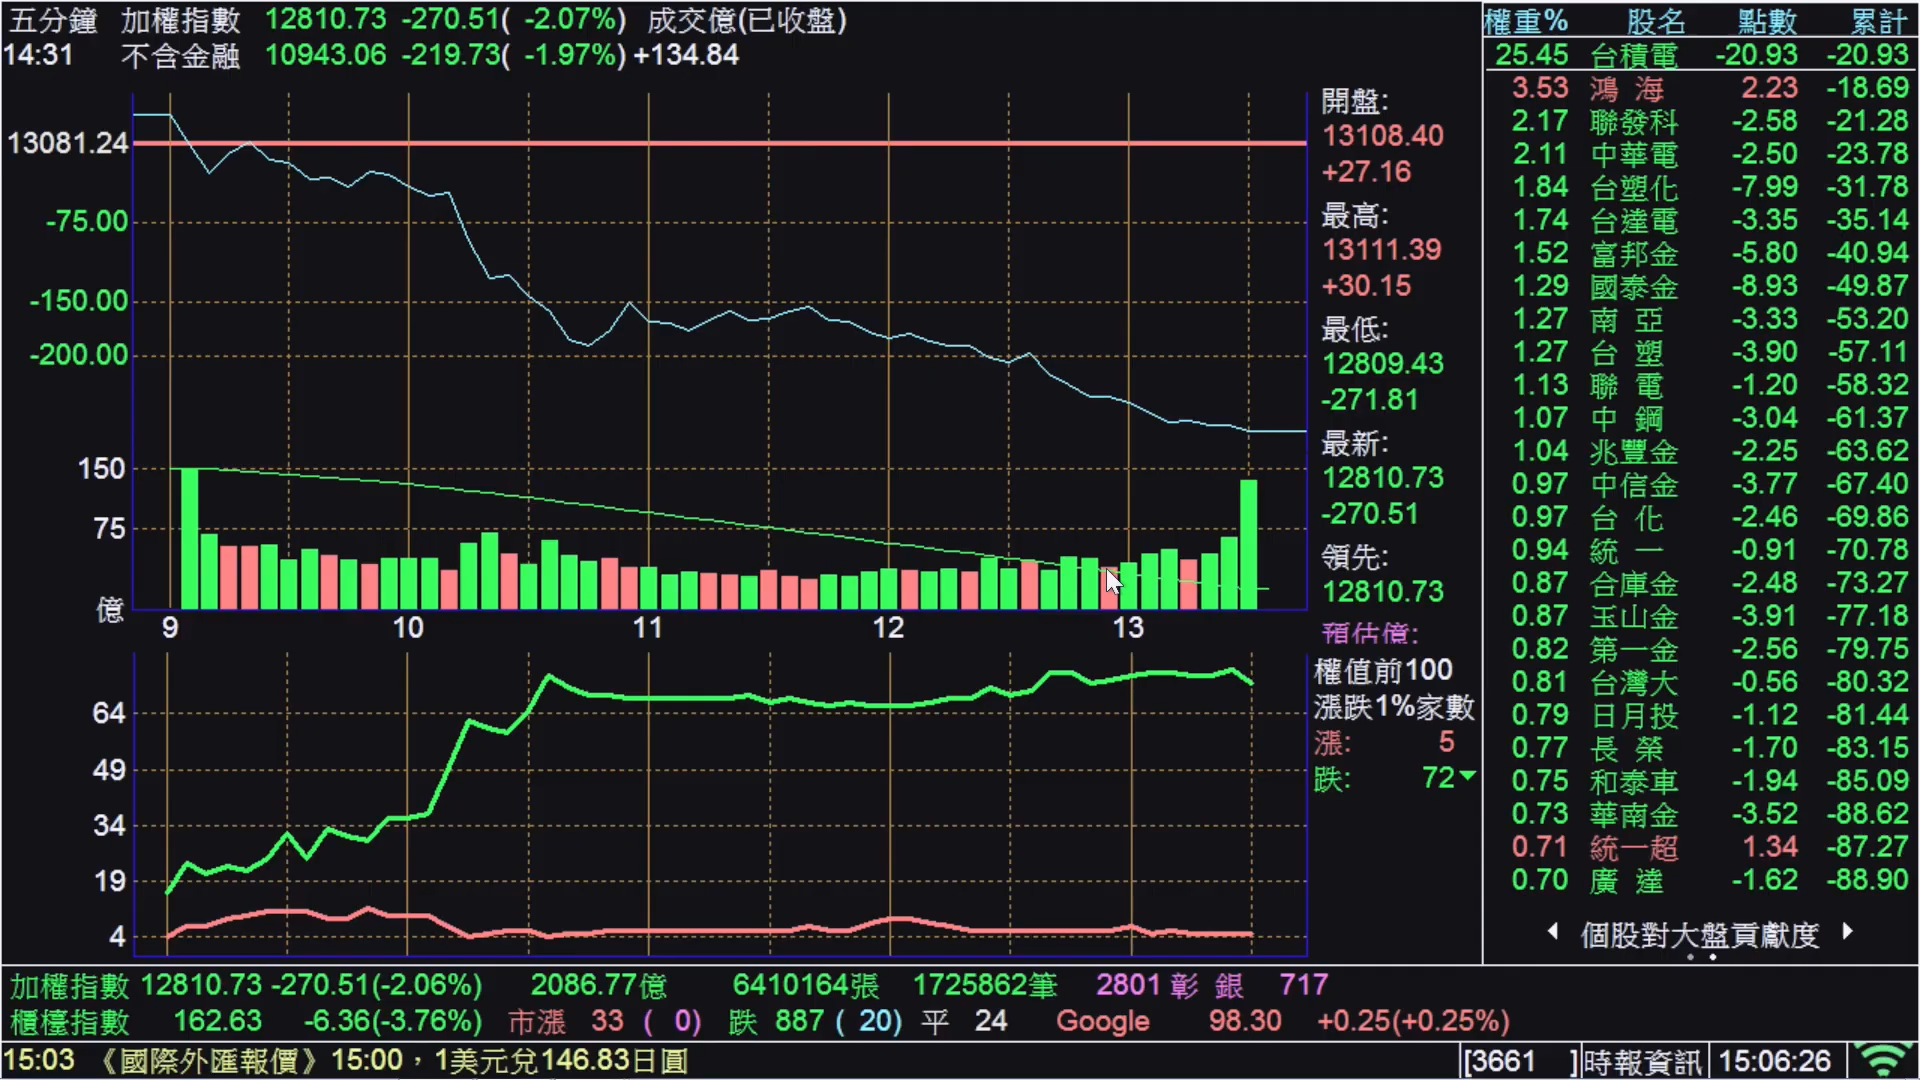 五分鐘 加權指數 12810.73 -270.51( -2.07%) 成交億(已收盤)
14:31 不含金融 10943.06 -219.73( -1.97%) +134.84
13081.24
-75.00
-150.00
-200.00
150
75
億
9 10 11 12 13
64
49
34
19
4
開盤:
13108.40
+27.16
最高:
13111.39
+30.15
最低:
12809.43
-271.81
最新:
12810.73
-270.51
領先:
12810.73
預估億:
權值前100
漲跌1%家數
漲: 5
跌: 72
權重% 股名 點數 累計
25.45 台積電 -20.93 -20.93
3.53 鴻 海 2.23 -18.69
2.17 聯發科 -2.58 -21.28
2.11 中華電 -2.50 -23.78
1.84 台塑化 -7.99 -31.78
1.74 台達電 -3.35 -35.14
1.52 富邦金 -5.80 -40.94
1.29 國泰金 -8.93 -49.87
1.27 南 亞 -3.33 -53.20
1.27 台 塑 -3.90 -57.11
1.13 聯 電 -1.20 -58.32
1.07 中 鋼 -3.04 -61.37
1.04 兆豐金 -2.25 -63.62
0.97 中信金 -3.77 -67.40
0.97 台 化 -2.46 -69.86
0.94 統 一 -0.91 -70.78
0.87 合庫金 -2.48 -73.27
0.87 玉山金 -3.91 -77.18
0.82 第一金 -2.56 -79.75
0.81 台灣大 -0.56 -80.32
0.79 日月投 -1.12 -81.44
0.77 長 榮 -1.70 -83.15
0.75 和泰車 -1.94 -85.09
0.73 華南金 -3.52 -88.62
0.71 統一超 1.34 -87.27
0.70 廣 達 -1.62 -88.90
個股對大盤貢獻度
加權指數 12810.73 -270.51(-2.06%) 2086.77億 6410164張 1725862筆 2801 彰 銀 717
櫃檯指數 162.63 -6.36(-3.76%) 市漲 33 ( 0) 跌 887 ( 20) 平 24 Google 98.30 +0.25(+0.25%)
15:03 《國際外匯報價》15:00，1美元兌146.83日圓 [3661 ]時報資訊 15:06:26